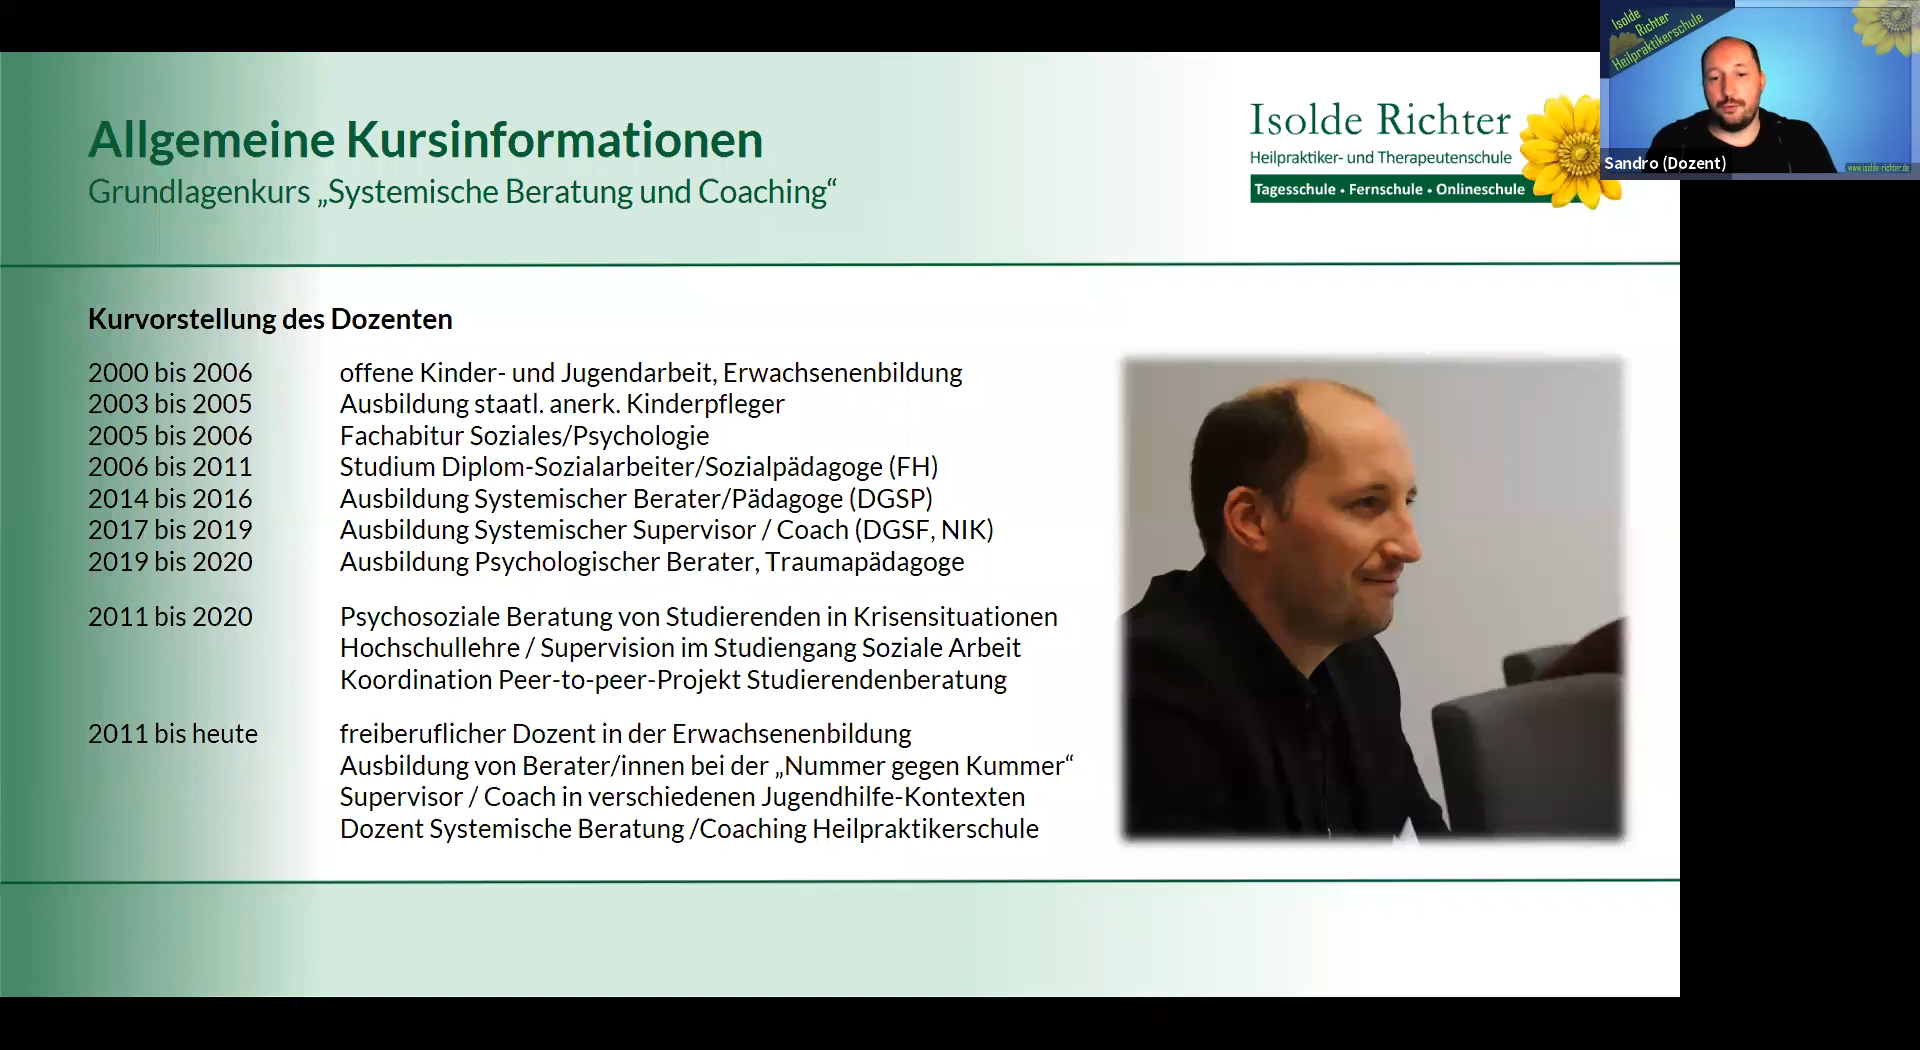 Allgemeine Kursinformationen
Grundlagenkurs „Systemische Beratung und Coaching“
Isolde Richter
Heilpraktiker- und Therapeutenschule
Tagesschule • Fernschule • Onlineschule
Isolde
Richter
Heilpraktikerschule
Sandro (Dozent)
www.isolde-richter.de
Kurvorstellung des Dozenten
2000 bis 2006 offene Kinder- und Jugendarbeit, Erwachsenenbildung
2003 bis 2005 Ausbildung staatl. anerk. Kinderpfleger
2005 bis 2006 Fachabitur Soziales/Psychologie
2006 bis 2011 Studium Diplom-Sozialarbeiter/Sozialpädagoge (FH)
2014 bis 2016 Ausbildung Systemischer Berater/Pädagoge (DGSP)
2017 bis 2019 Ausbildung Systemischer Supervisor / Coach (DGSF, NIK)
2019 bis 2020 Ausbildung Psychologischer Berater, Traumapädagoge
2011 bis 2020 Psychosoziale Beratung von Studierenden in Krisensituationen
Hochschullehre / Supervision im Studiengang Soziale Arbeit
Koordination Peer-to-peer-Projekt Studierendenberatung
2011 bis heute freiberuflicher Dozent in der Erwachsenenbildung
Ausbildung von Berater/innen bei der „Nummer gegen Kummer“
Supervisor / Coach in verschiedenen Jugendhilfe-Kontexten
Dozent Systemische Beratung /Coaching Heilpraktikerschule